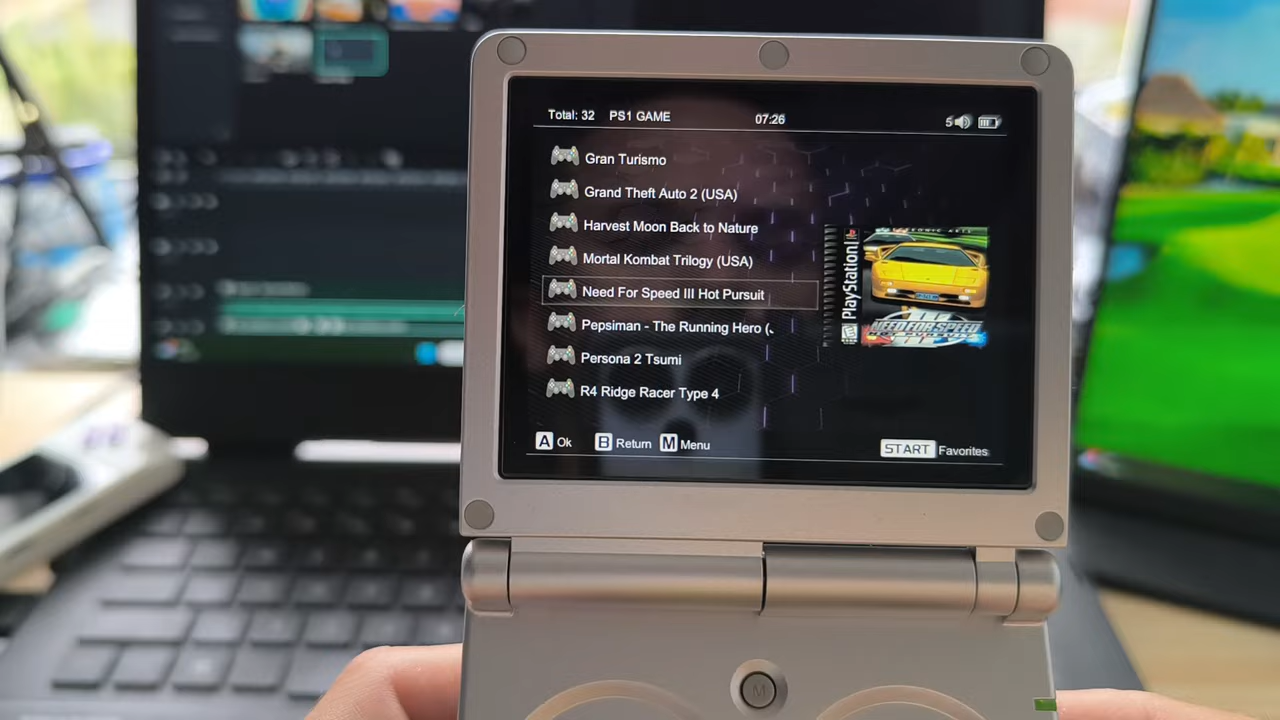 Total: 32 PS1 GAME 07:26 5
Gran Turismo
Grand Theft Auto 2 (USA)
Harvest Moon Back to Nature
Mortal Kombat Trilogy (USA)
Need For Speed III Hot Pursuit
Pepsiman - The Running Hero (
Persona 2 Tsumi
R4 Ridge Racer Type 4
PlayStation
III
NEED FOR SPEED
A Ok B Return M Menu START Favorites
M